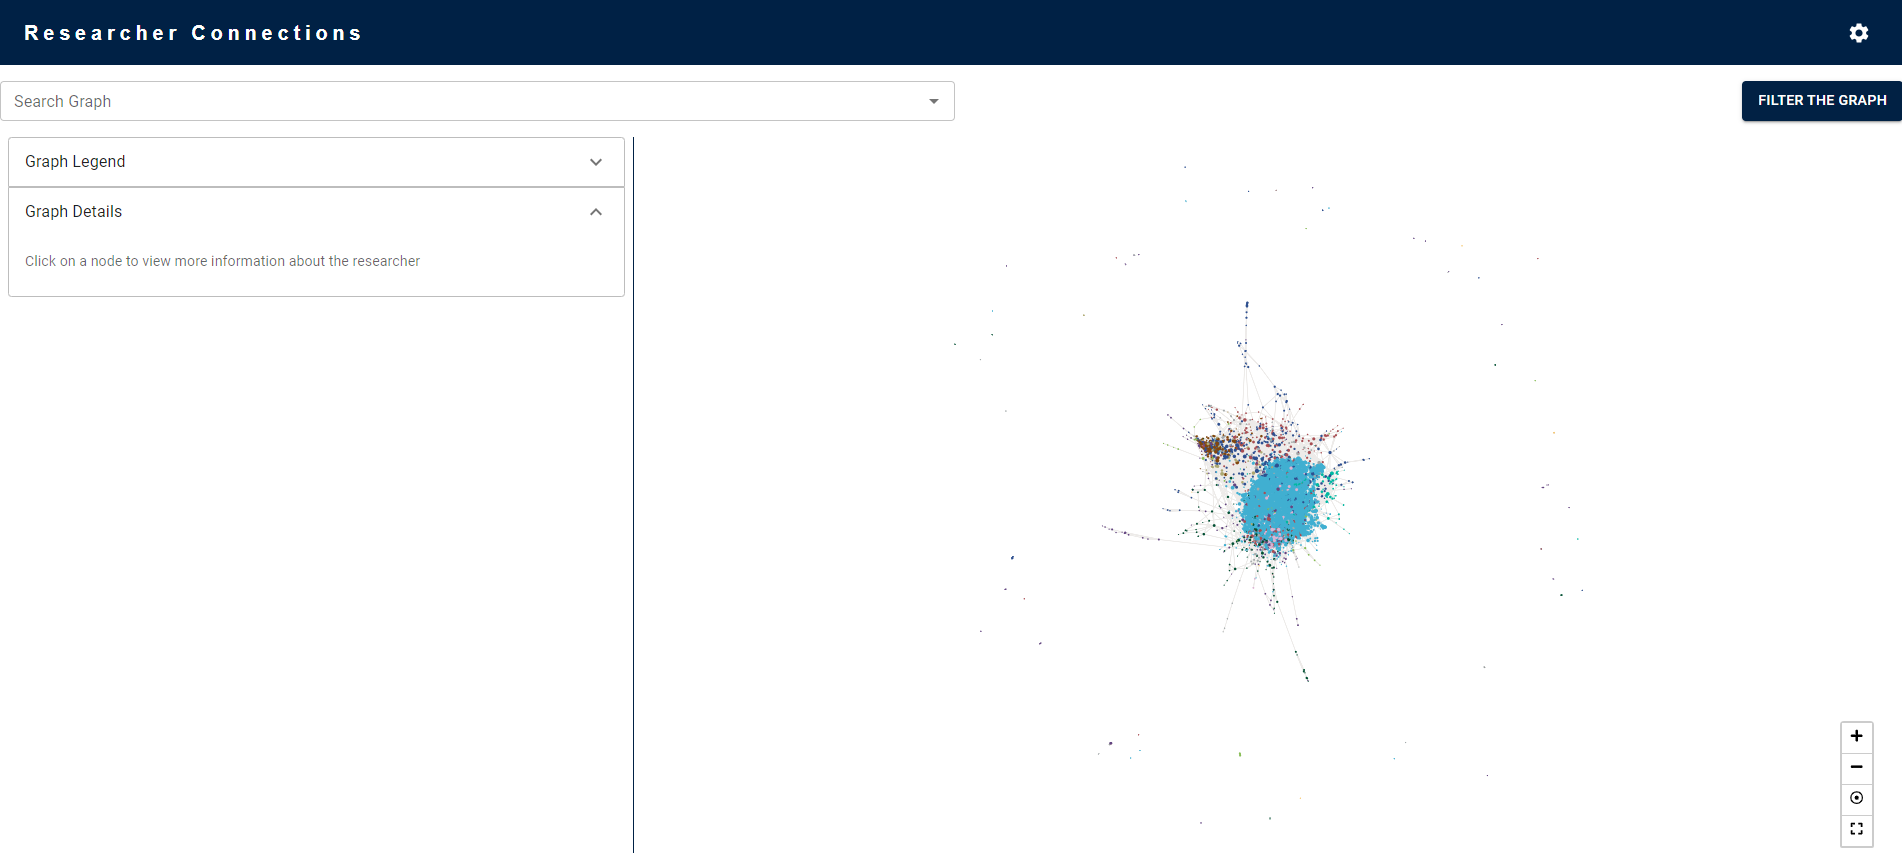 Researcher Connections
Search Graph
FILTER THE GRAPH
Graph Legend
Graph Details
Click on a node to view more information about the researcher